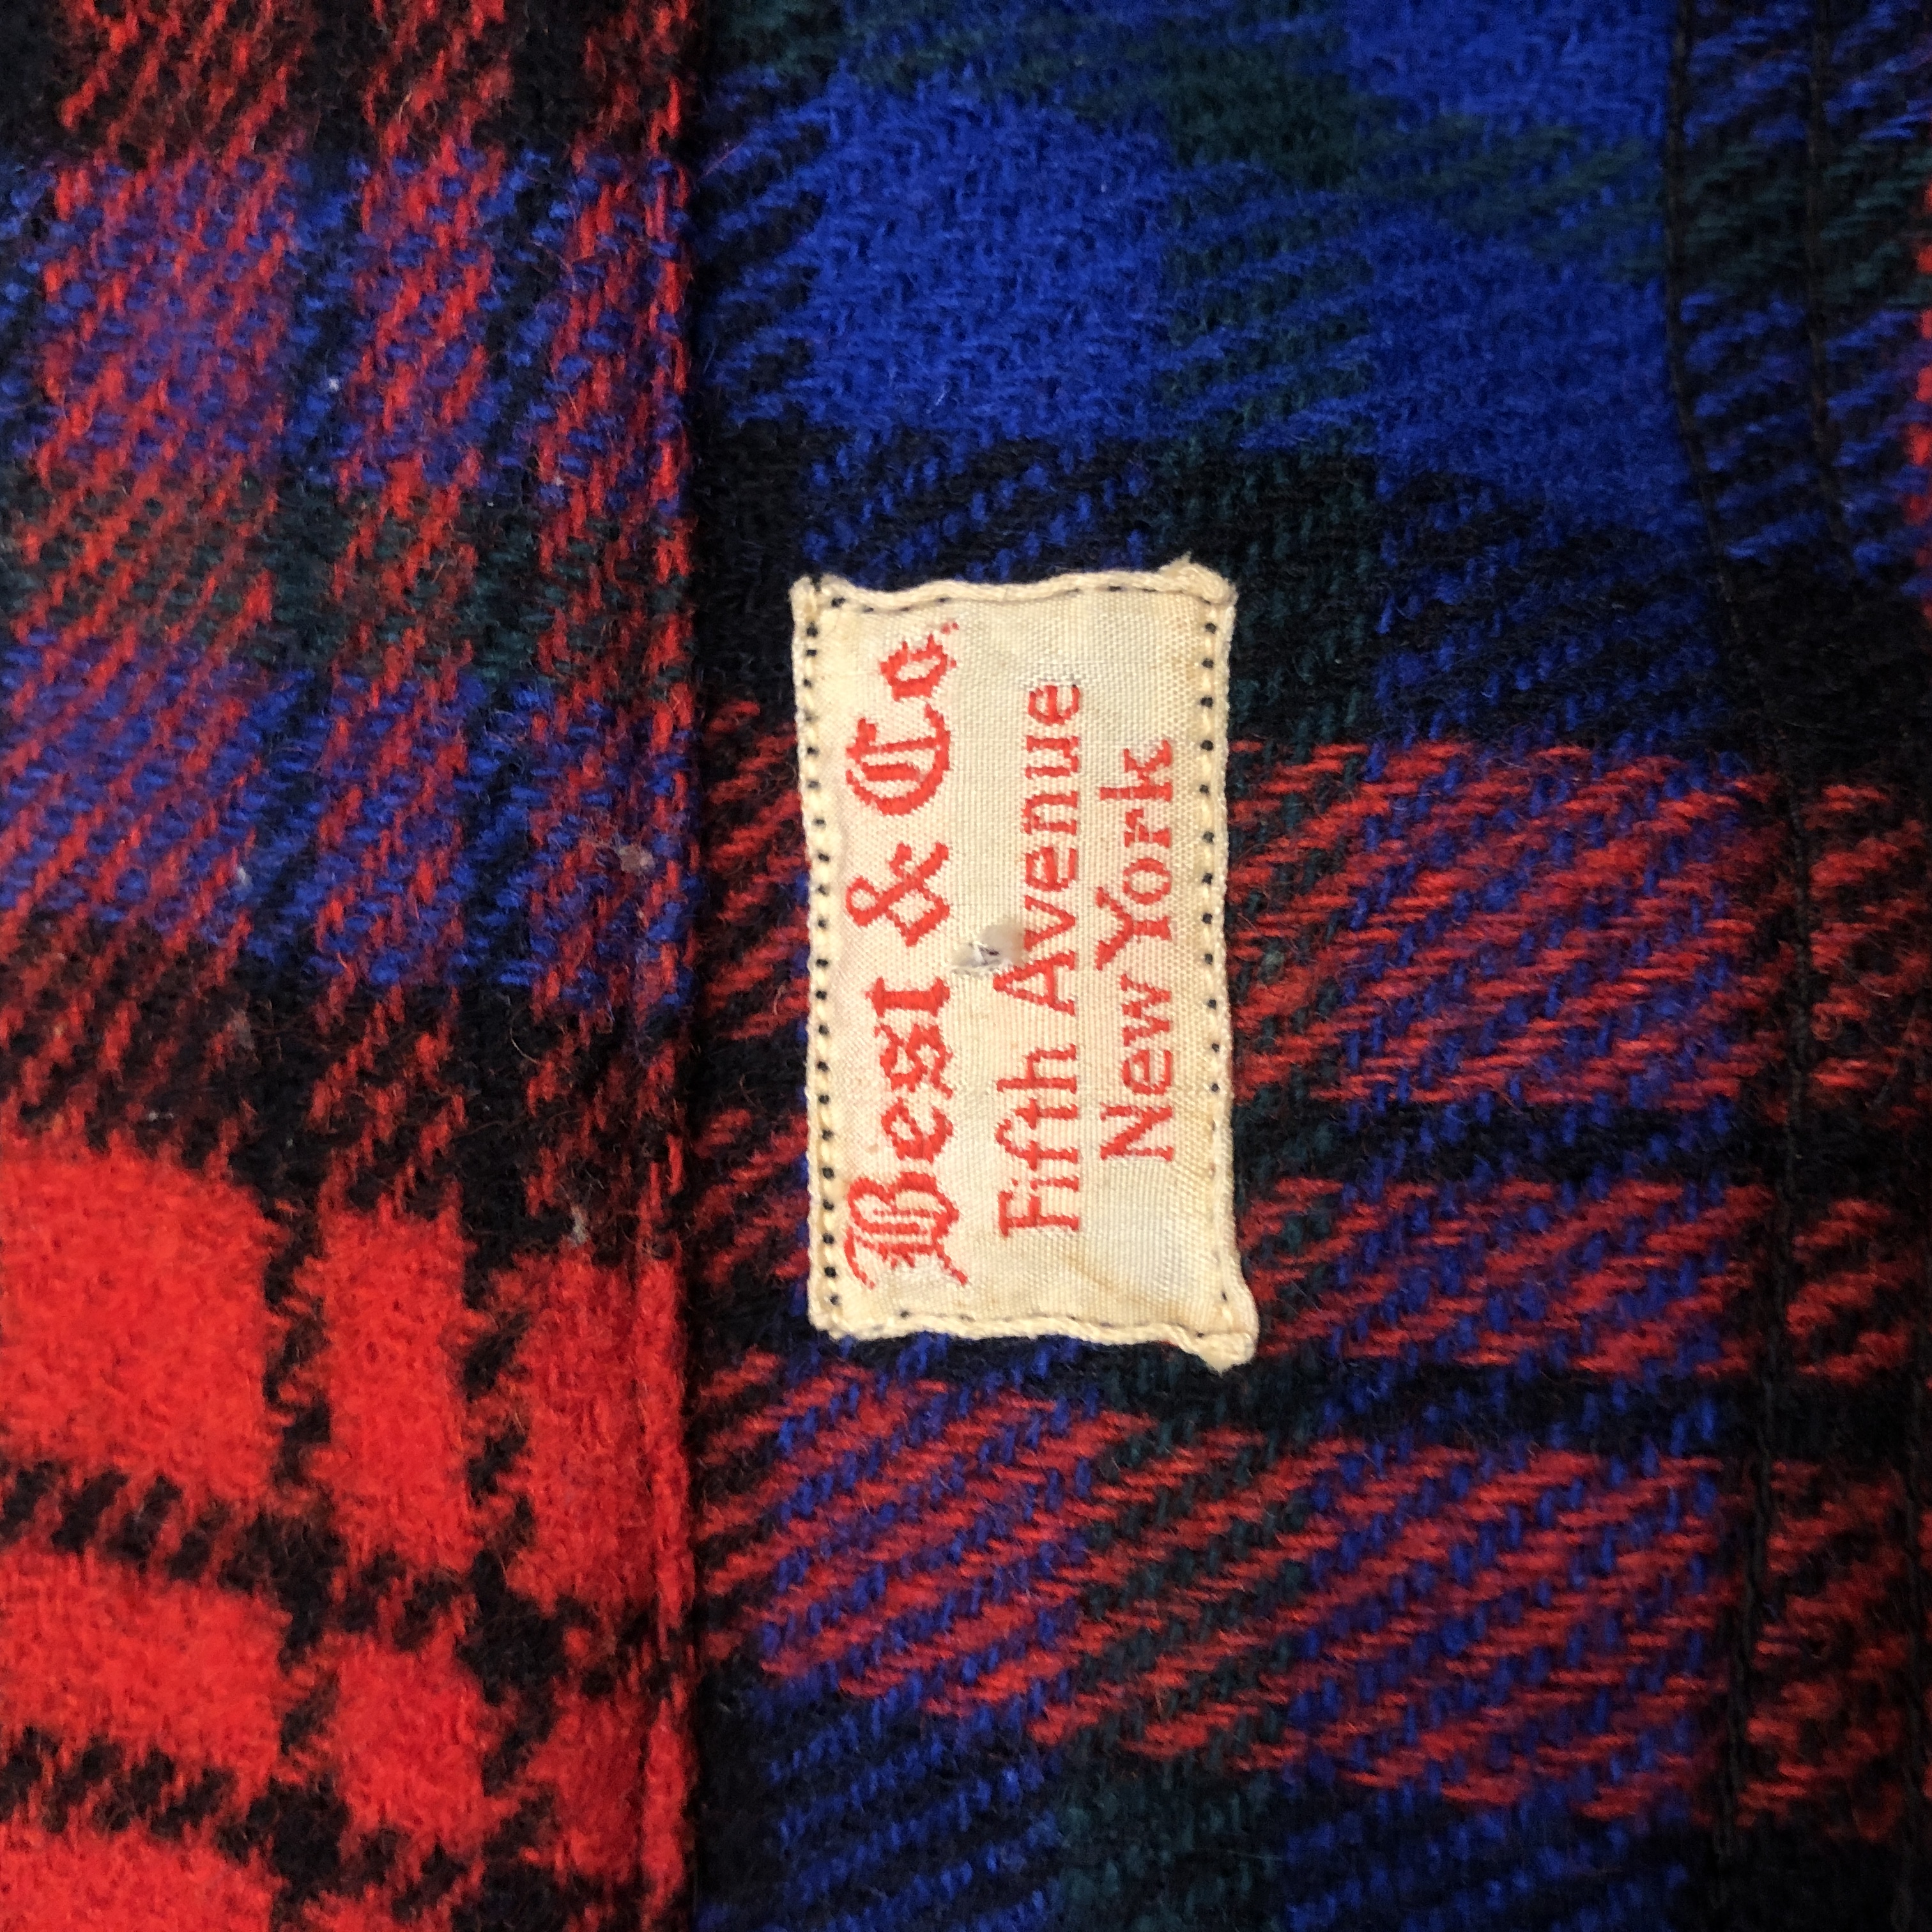 Best & Co.
Fifth Avenue
New York